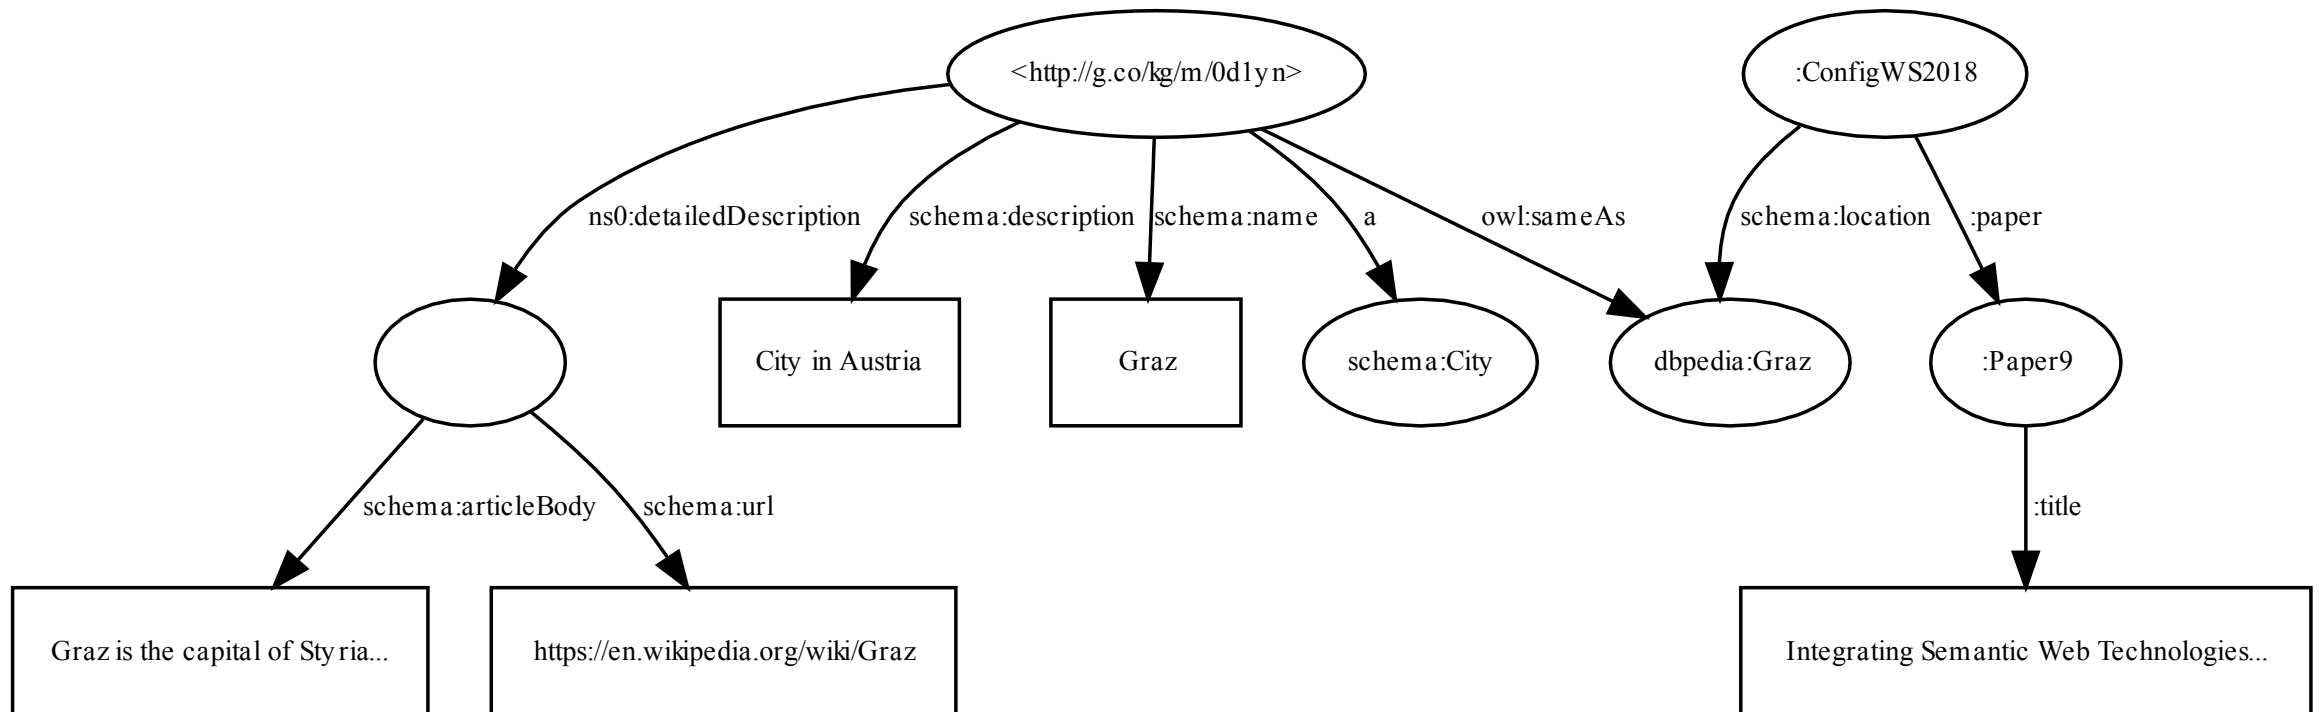 <http://g.co/kg/m/0d1yn>
:ConfigWS2018
ns0:detailedDescription
schema:description
schema:name
a
owl:sameAs
schema:location
:paper
City in Austria
Graz
schema:City
dbpedia:Graz
:Paper9
schema:articleBody
schema:url
:title
Graz is the capital of Styria...
https://en.wikipedia.org/wiki/Graz
Integrating Semantic Web Technologies...